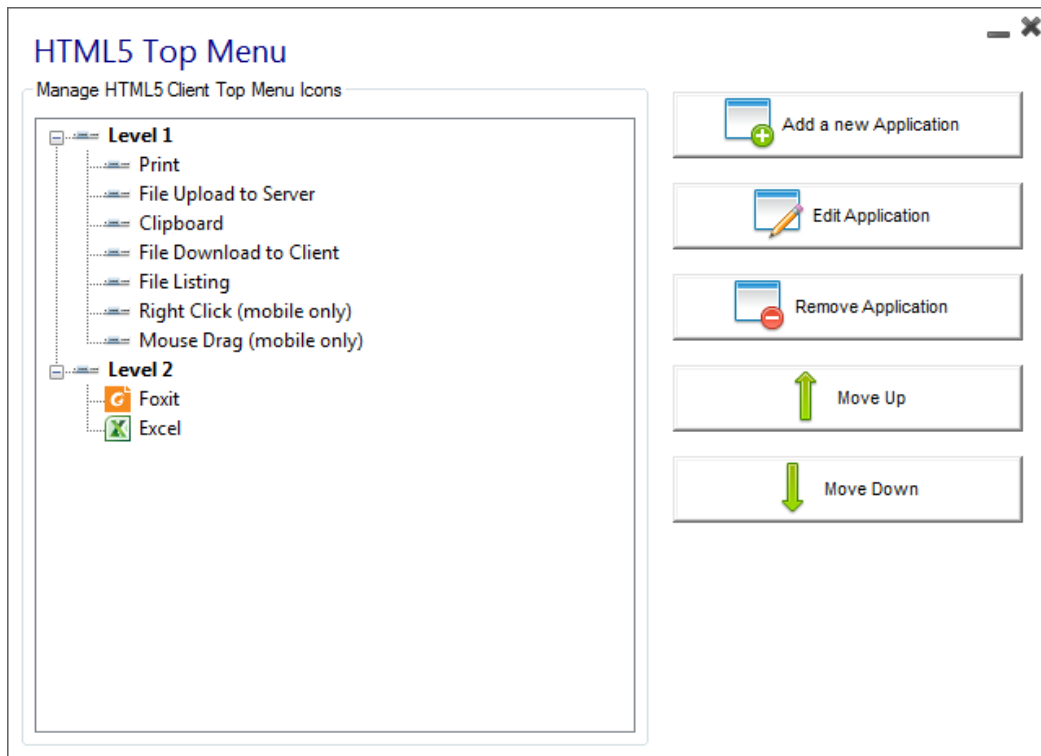 HTML5 Top Menu
Manage HTML5 Client Top Menu Icons
Level 1
Print
File Upload to Server
Clipboard
File Download to Client
File Listing
Right Click (mobile only)
Mouse Drag (mobile only)
Level 2
Foxit
Excel
Add a new Application
Edit Application
Remove Application
Move Up
Move Down